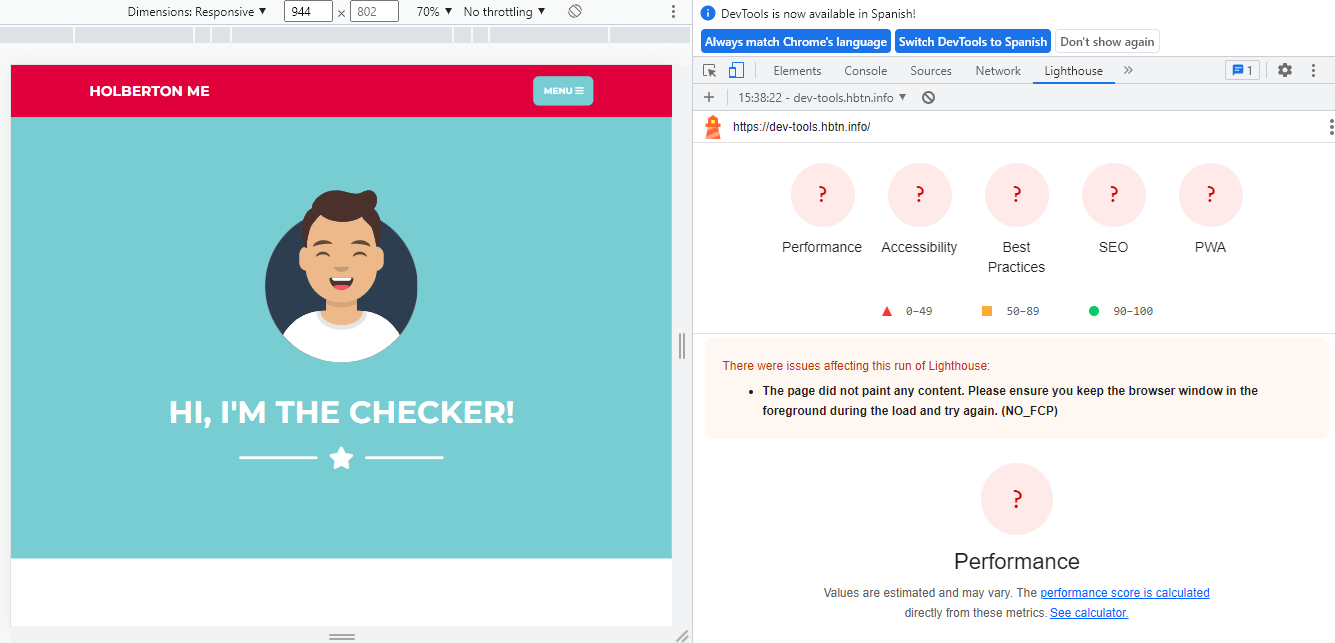 Dimensions: Responsive ▼ 944 × 802 70% ▼ No throttling ▼
HOLBERTON ME
MENU ☰
HI, I'M THE CHECKER!
DevTools is now available in Spanish!
Always match Chrome's language Switch DevTools to Spanish Don't show again
Elements Console Sources Network Lighthouse » 1
+ 15:38:22 - dev-tools.hbtn.info ▼
https://dev-tools.hbtn.info/
? ? ? ? ?
Performance Accessibility Best SEO PWA
Practices
0–49 50–89 90–100
There were issues affecting this run of Lighthouse:
• The page did not paint any content. Please ensure you keep the browser window in the
foreground during the load and try again. (NO_FCP)
?
Performance
Values are estimated and may vary. The performance score is calculated
directly from these metrics. See calculator.